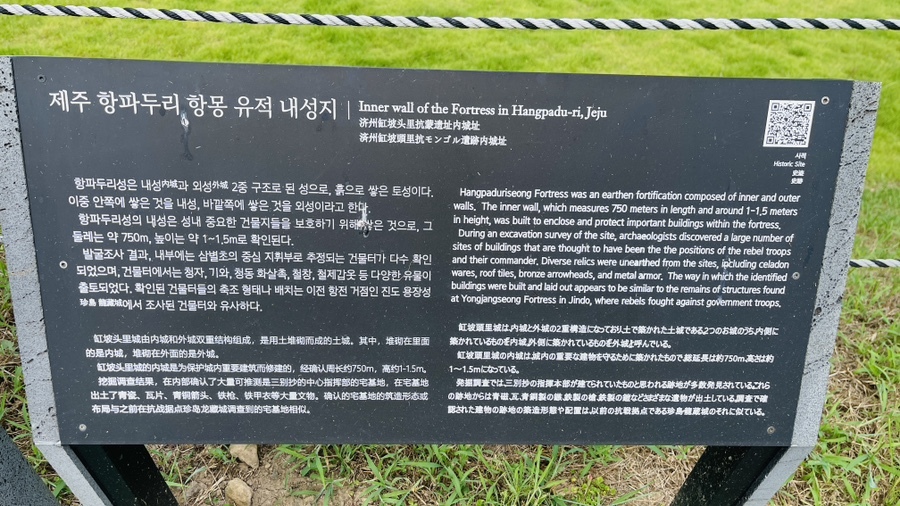 제주 항파두리 항몽 유적 내성지
Inner wall of the Fortress in Hangpadu-ri, Jeju
济州缸坡头里抗蒙遗址内城址
済州缸坡頭里抗モンゴル遺跡内城址
사적
Historic Site
史迹
史跡
항파두리성은 내성内城과 외성外城 2중 구조로 된 성으로, 흙으로 쌓은 토성이다.
이중 안쪽에 쌓은 것을 내성, 바깥쪽에 쌓은 것을 외성이라고 한다.
항파두리성의 내성은 성내 중요한 건물지들을 보호하기 위해 쌓은 것으로, 그
둘레는 약 750m, 높이는 약 1~1.5m로 확인된다.
발굴조사 결과, 내부에는 삼별초의 중심 지휘부로 추정되는 건물터가 다수 확인
되었으며, 건물터에서는 청자, 기와, 청동 화살촉, 철창, 철제갑옷 등 다양한 유물이
출토되었다. 확인된 건물터들의 축조 형태나 배치는 이전 항전 거점인 진도 용장성
珍島 龍藏城에서 조사된 건물터와 유사하다.
Hangpaduriseong Fortress was an earthen fortification composed of inner and outer
walls. The inner wall, which measures 750 meters in length and around 1~1.5 meters
in height, was built to enclose and protect important buildings within the fortress.
During an excavation survey of the site, archaeologists discovered a large number of
sites of buildings that are thought to have been the the positions of the rebel troops
and their commander. Diverse relics were unearthed from the sites, including celadon
wares, roof tiles, bronze arrowheads, and metal armor. The way in which the identified
buildings were built and laid out appears to be similar to the remains of structures found
at Yongjangseong Fortress in Jindo, where rebels fought against government troops.
缸坡头里城由内城和外城双重结构组成，是用土堆砌而成的土城。其中，堆砌在里面
的是内城，堆砌在外面的是外城。
缸坡头里城的内城是为保护城内重要建筑而修建的，经确认周长约750m，高约1-1.5m。
挖掘调查结果，在内部确认了大量可推测是三别抄的中心指挥部的宅基地，在宅基地
出土了青瓷、瓦片、青铜箭头、铁枪、铁甲衣等大量文物。确认的宅基地的筑造形态或
布局与之前在抗战据点珍岛龙藏城调查到的宅基地相似。
缸坡頭里城は、内城と外城の2重構造になっており土で築かれた土城である2つのお城のうち、内側に
築かれているものを内城、外側に築かれているものを外城と呼んでいる。
缸坡頭里城の内城は、城内の重要な建物を守るために築かれたもので、総延長は約750m、高さは約
1～1.5mになっている。
発掘調査では、三別抄の指揮本部が建てられていたものと思われる跡地が多数発見されているこれら
の跡地からは青磁、瓦、青銅製の鏃、鉄製の槍、鉄製の鎧などさまざまな遺物が出土している。調査で確
認された建物の跡地の築造形態や配置は、以前の抗戦拠点である珍島龍蔵城のそれに似ている。